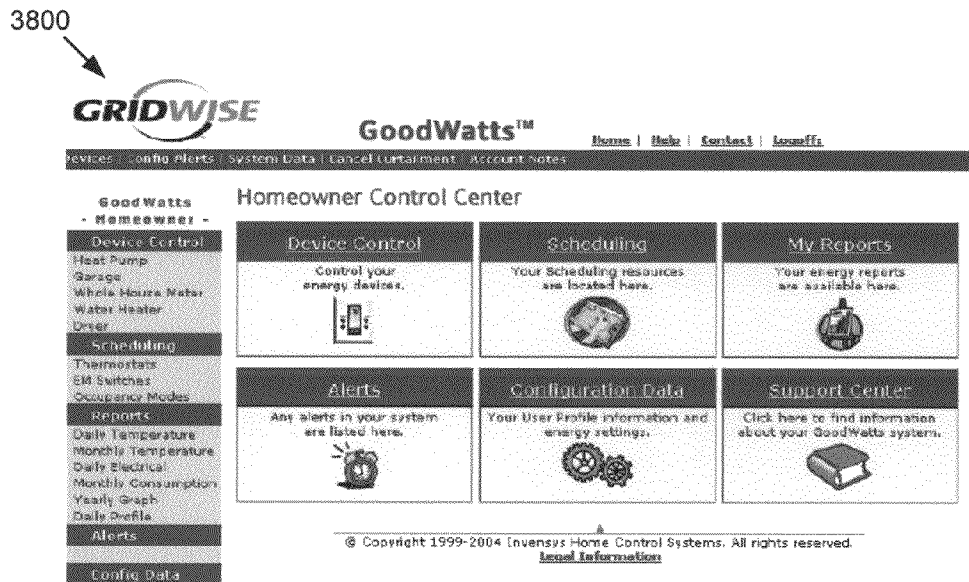 3800
GRIDWISE
GoodWatts™
Home | Help | Contact | Logoff
evices | Config Alerts | System Data | Cancel Curtailment | Account Notes
GoodWatts
- Homeowner -
Device Control
Heat Pump
Garage
Whole House Meter
Water Heater
Dryer
Scheduling
Thermostats
EM Switches
Occupancy Modes
Reports
Daily Temperature
Monthly Temperature
Daily Electrical
Monthly Consumption
Yearly Graph
Daily Profile
Alerts
Config Data
Homeowner Control Center
Device Control
Control your
energy devices.
Scheduling
Your Scheduling resources
are located here.
My Reports
Your energy reports
are available here.
Alerts
Any alerts in your system
are listed here.
Configuration Data
Your User Profile information and
energy settings.
Support Center
Click here to find information
about your GoodWatts system.
© Copyright 1999-2004 Invensys Home Control Systems. All rights reserved.
Legal Information